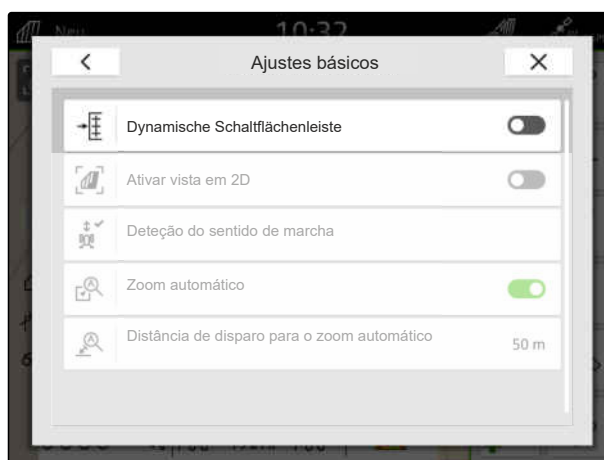 Neu
10:32
Ajustes básicos
Dynamische Schaltflächenleiste
Ativar vista em 2D
Deteção do sentido de marcha
Zoom automático
Distância de disparo para o zoom automático
50 m